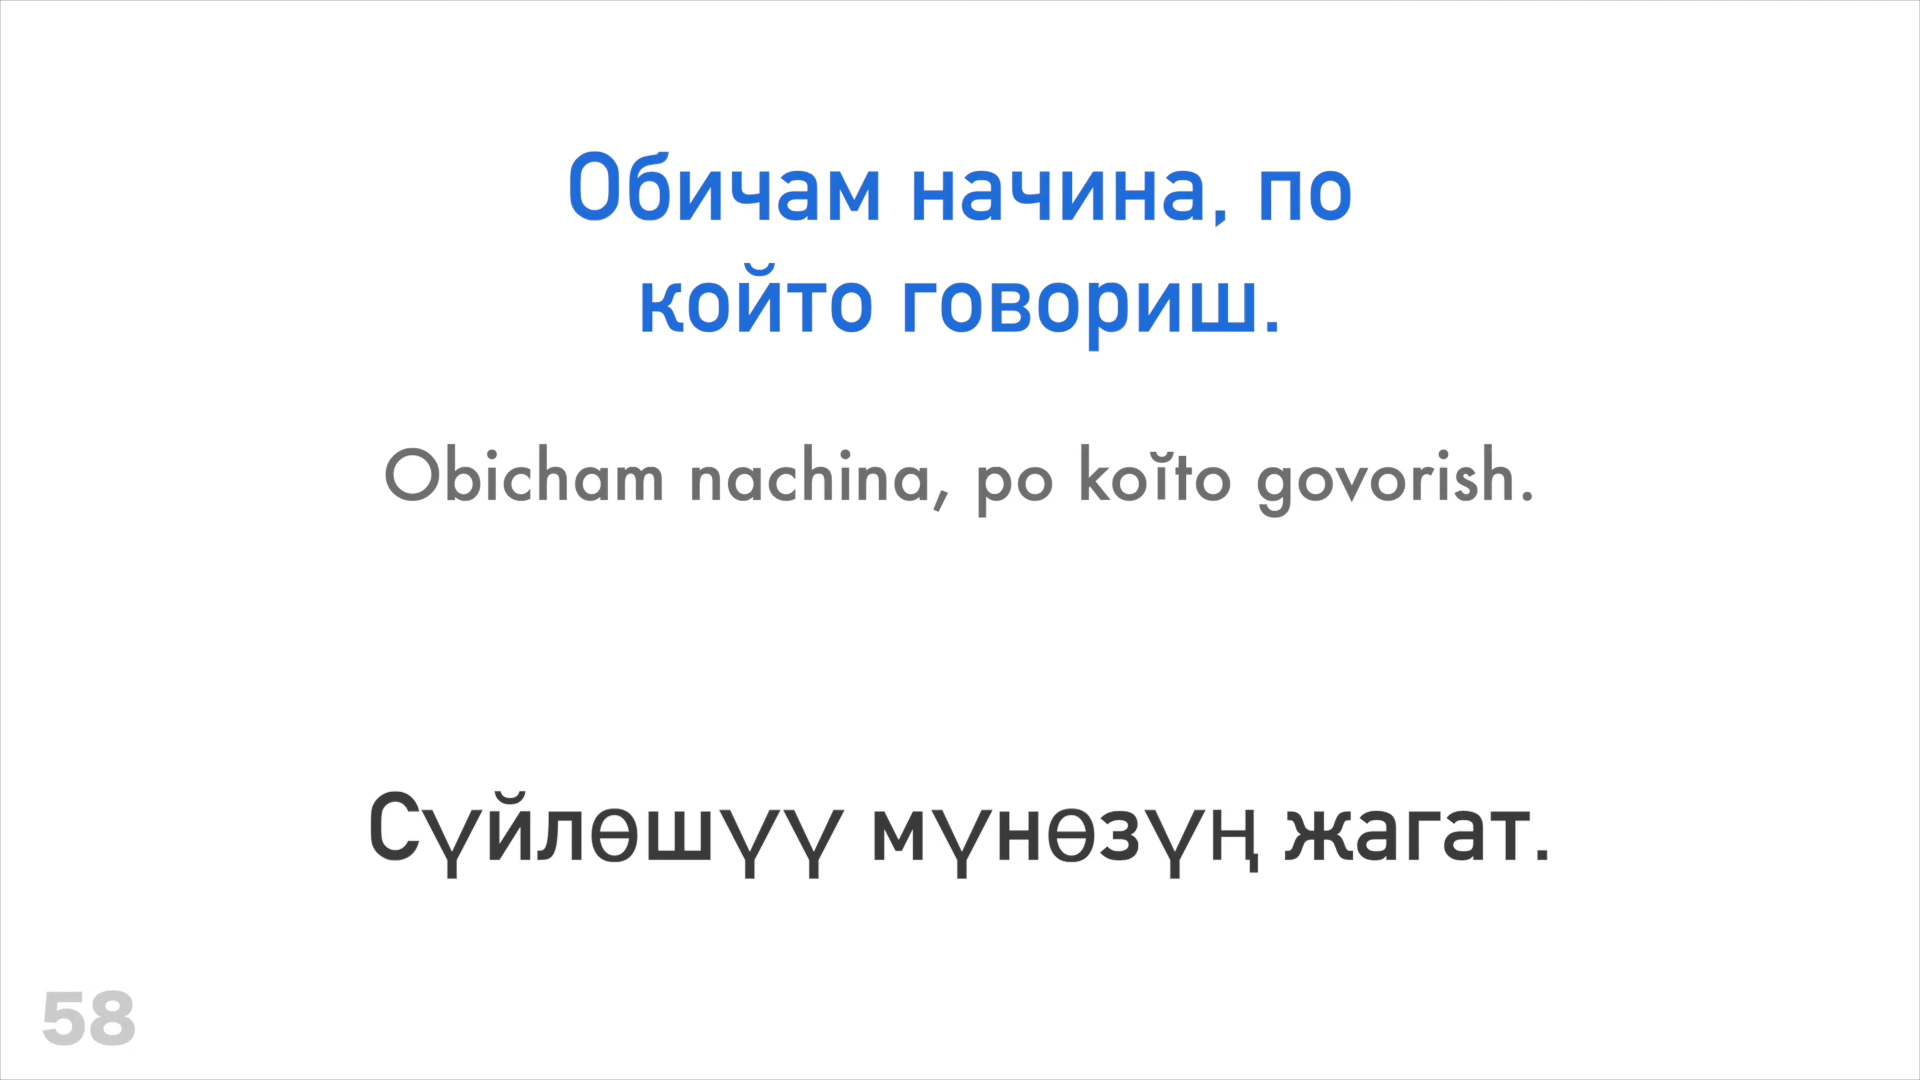 Обичам начина, по
който говориш.
Obicham nachina, po koĭto govorish.
Сүйлөшүү мүнөзүң жагат.
58